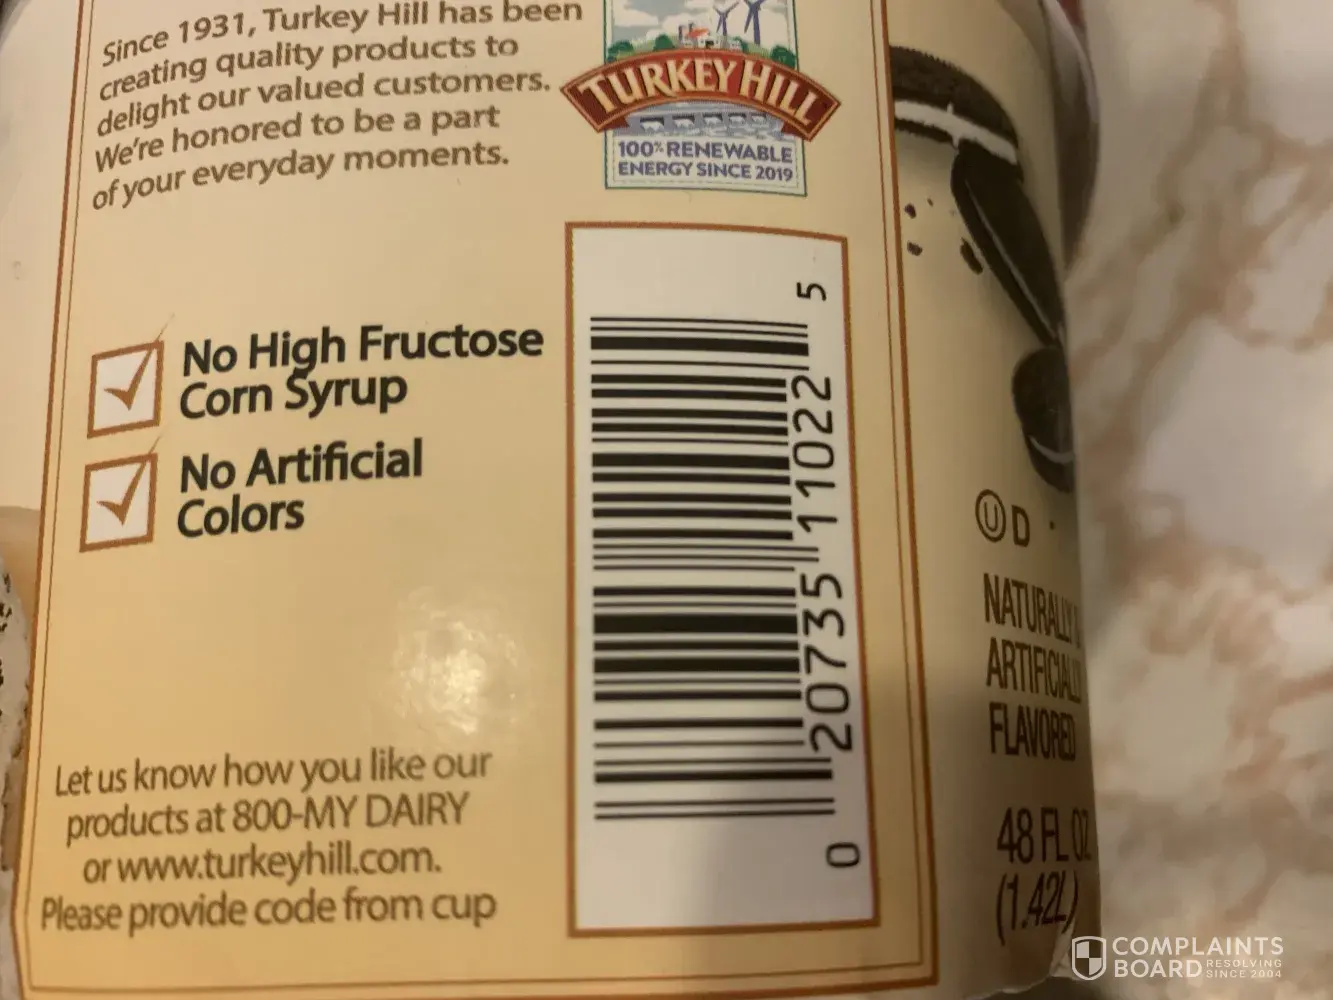 Since 1931, Turkey Hill has been
creating quality products to
delight our valued customers.
We're honored to be a part
of your everyday moments.
TURKEY HILL
100% RENEWABLE
ENERGY SINCE 2019
No High Fructose
Corn Syrup
No Artificial
Colors
0 20735 11022 5
Let us know how you like our
products at 800-MY DAIRY
or www.turkeyhill.com.
Please provide code from cup
U D
NATURALLY &
ARTIFICIALLY
FLAVORED
48 FL OZ
(1.42L)
COMPLAINTS
BOARD RESOLVING
SINCE 2004